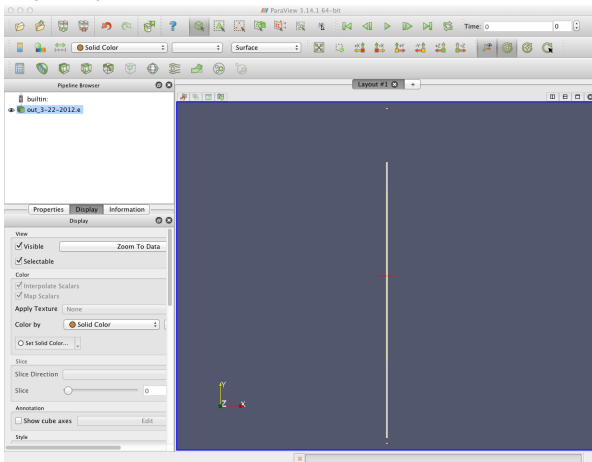 ParaView 3.14.1 64-bit
Time: 0
0
Solid Color
Surface
Pipeline Browser
Layout #1
builtin:
out_3-22-2012.e
Properties Display Information
Display
View
Visible
Zoom To Data
Selectable
Color
Interpolate Scalars
Map Scalars
Apply Texture None
Color by Solid Color
Set Solid Color...
Slice
Slice Direction
Slice 0
Annotation
Show cube axes Edit
Style
Y
Z X